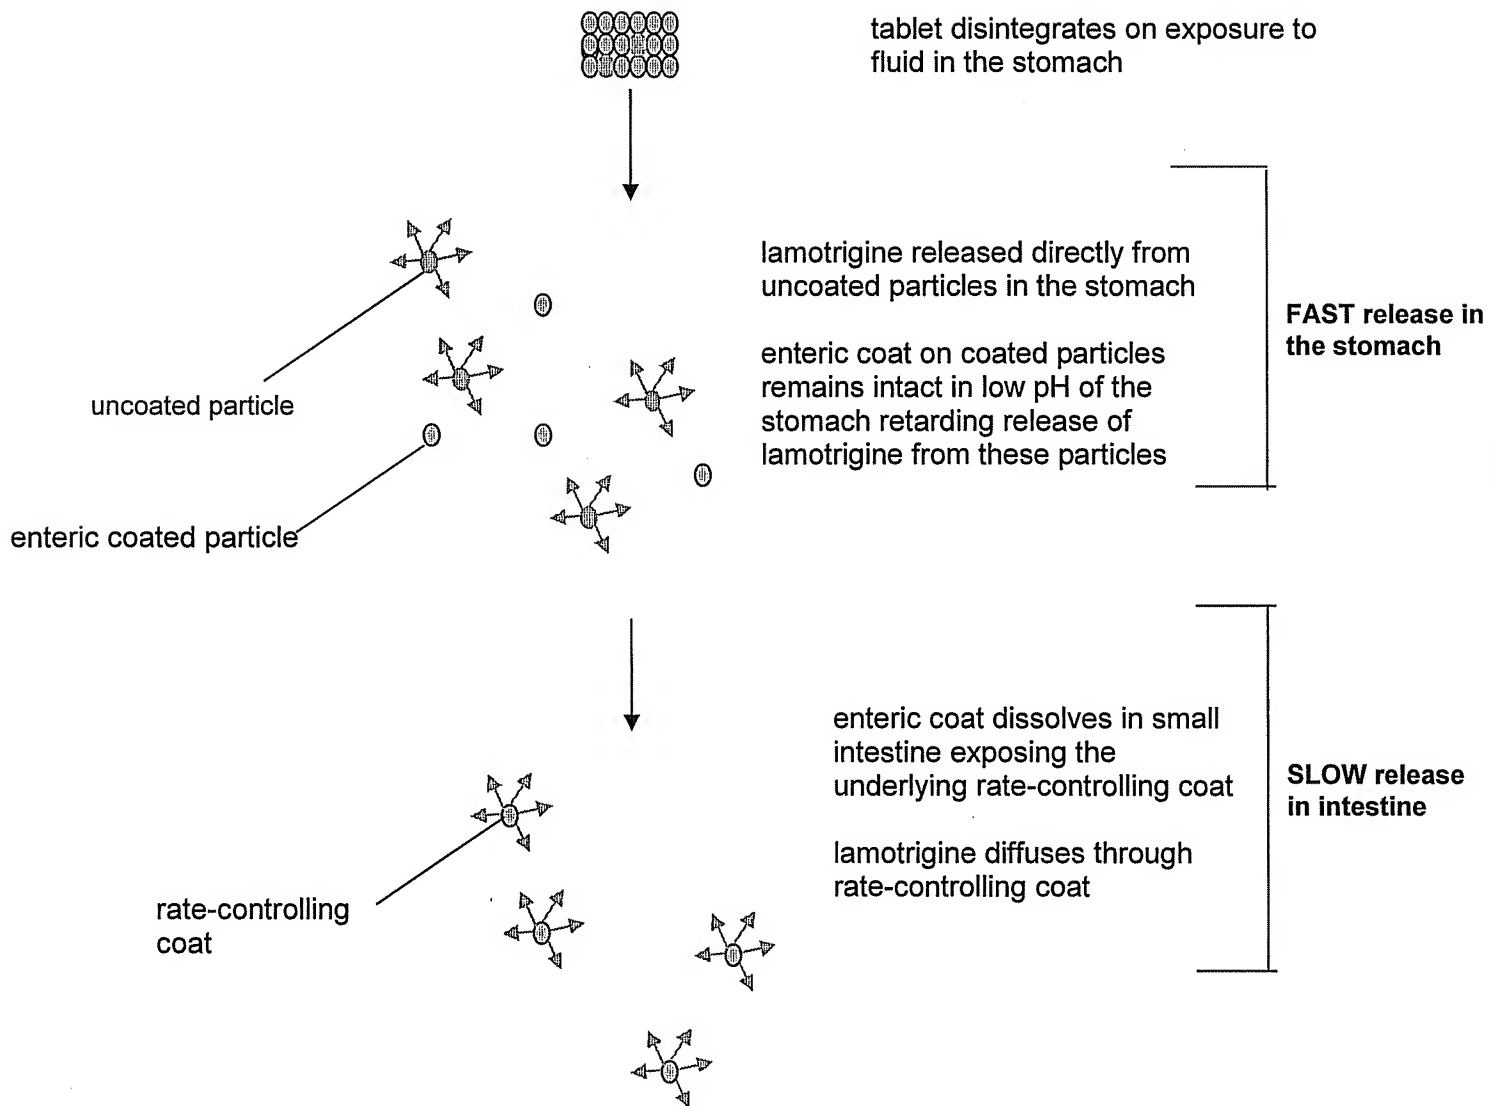 tablet disintegrates on exposure to
fluid in the stomach
lamotrigine released directly from
uncoated particles in the stomach
enteric coat on coated particles
remains intact in low pH of the
stomach retarding release of
lamotrigine from these particles
FAST release in
the stomach
uncoated particle
enteric coated particle
enteric coat dissolves in small
intestine exposing the
underlying rate-controlling coat
lamotrigine diffuses through
rate-controlling coat
SLOW release
in intestine
rate-controlling
coat